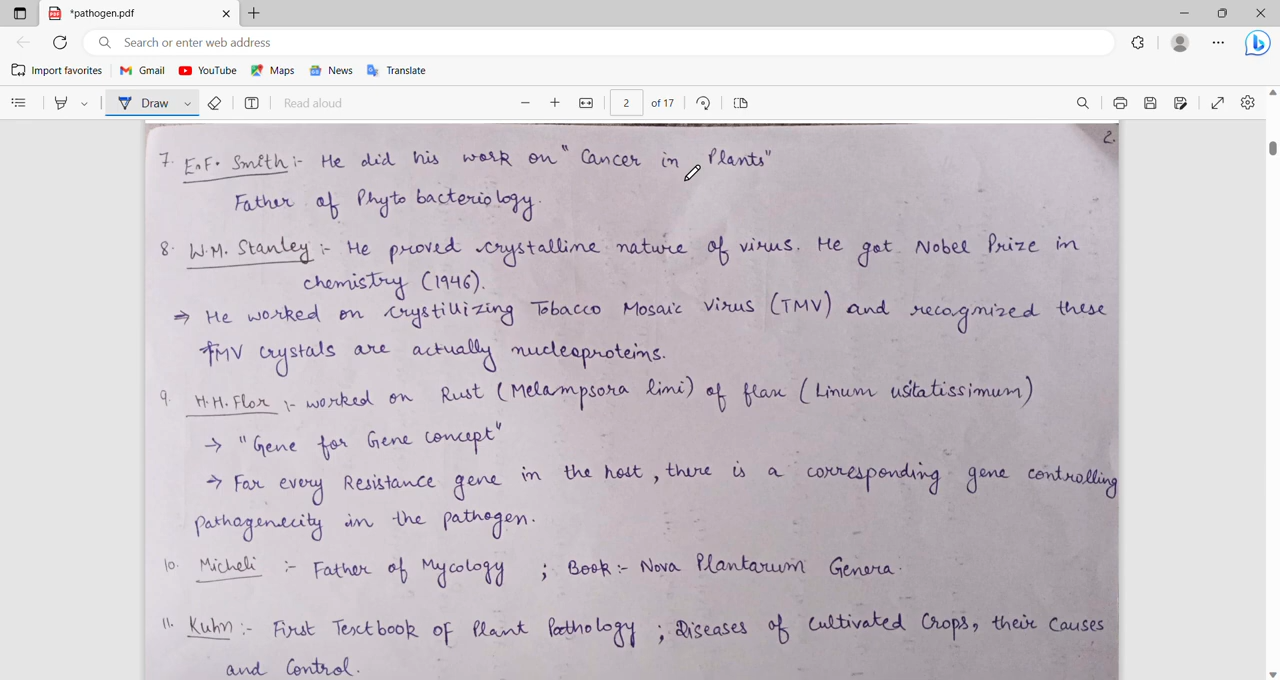 *pathogen.pdf
Search or enter web address
Import favorites Gmail YouTube Maps News Translate
Draw Read aloud 2 of 17
2.
7. E.F. Smith :- He did his work on "Cancer in Plants"
Father of Phytobacteriology.
8. W.M. Stanley :- He proved crystalline nature of virus. He got Nobel Prize in
chemistry (1946).
⇒ He worked on crystillizing Tobacco Mosaic virus (TMV) and recognized these
TMV crystals are actually nucleoproteins.
9. H.H. Flor :- worked on Rust (Melampsora lini) of flax (Linum usitatissimum)
→ "Gene for Gene concept"
→ For every Resistance gene in the host, there is a corresponding gene controlling
pathogenecity in the pathogen.
10. Micheli :- Father of Mycology ; Book :- Nova Plantarum Genera.
11. Kuhn :- First Textbook of Plant Pathology ; Diseases of cultivated Crops, their causes
and control.